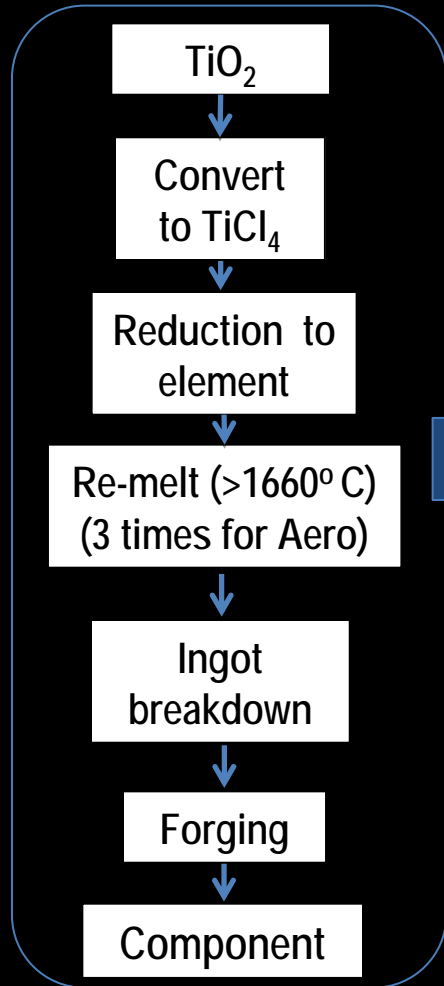 TiO₂
Convert
to TiCl₄
Reduction to
element
Re-melt (>1660º C)
(3 times for Aero)
Ingot
breakdown
Forging
Component